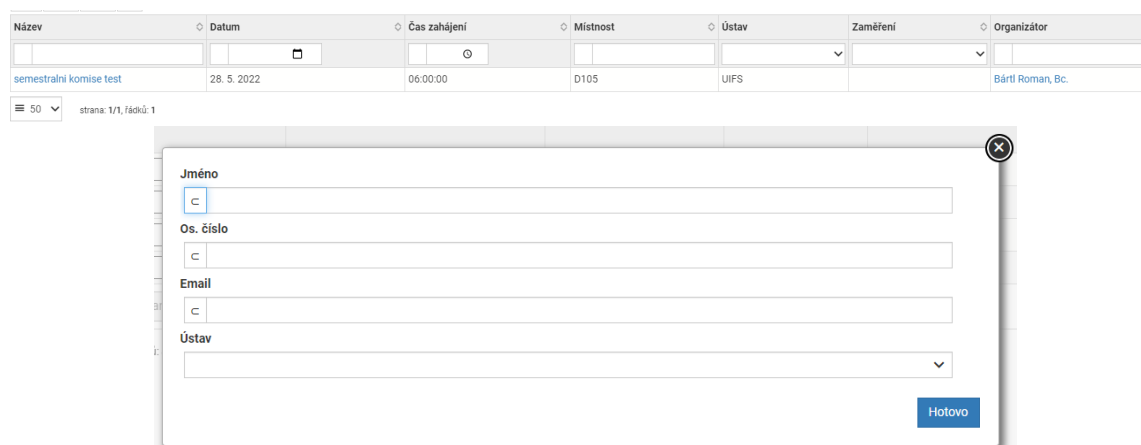 Název Datum Čas zahájení Místnost Ústav Zaměření Organizátor
semestralni komise test 28. 5. 2022 06:00:00 D105 UIFS Bártl Roman, Bc.
50 strana: 1/1, řádků: 1
Jméno
⊂
Os. číslo
⊂
Email
⊂
Ústav
Hotovo